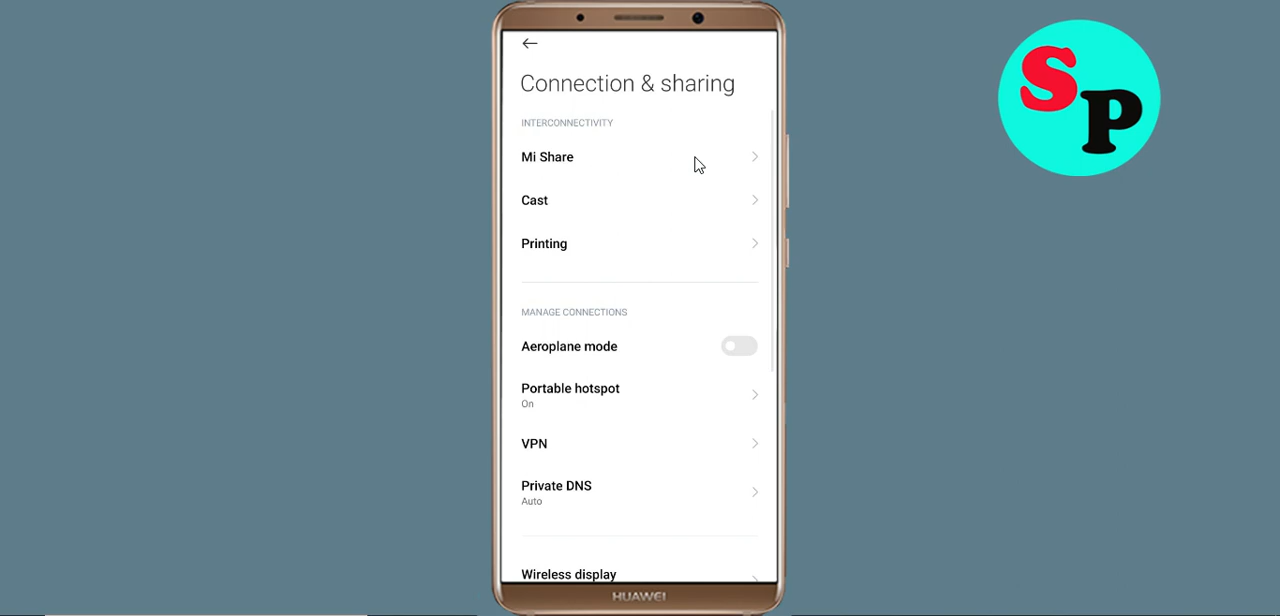 Connection & sharing
INTERCONNECTIVITY
Mi Share
Cast
Printing
MANAGE CONNECTIONS
Aeroplane mode
Portable hotspot
On
VPN
Private DNS
Auto
Wireless display
HUAWEI
SP